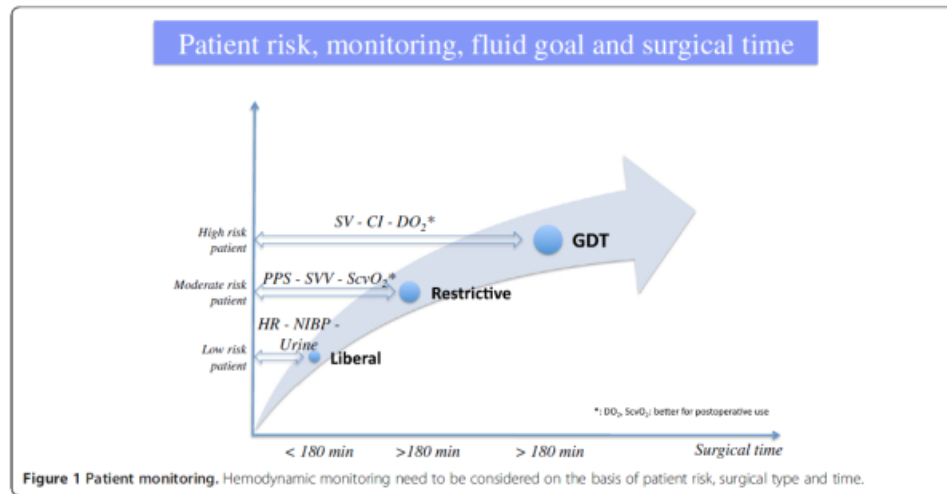 Patient risk, monitoring, fluid goal and surgical time
SV - CI - DO₂*
High risk
patient
GDT
PPS - SVV - ScvO₂*
Moderate risk
patient
Restrictive
HR - NIBP -
Urine
Low risk
patient
Liberal
*: DO₂, ScvO₂: better for postoperative use
< 180 min >180 min > 180 min Surgical time
Figure 1 Patient monitoring. Hemodynamic monitoring need to be considered on the basis of patient risk, surgical type and time.